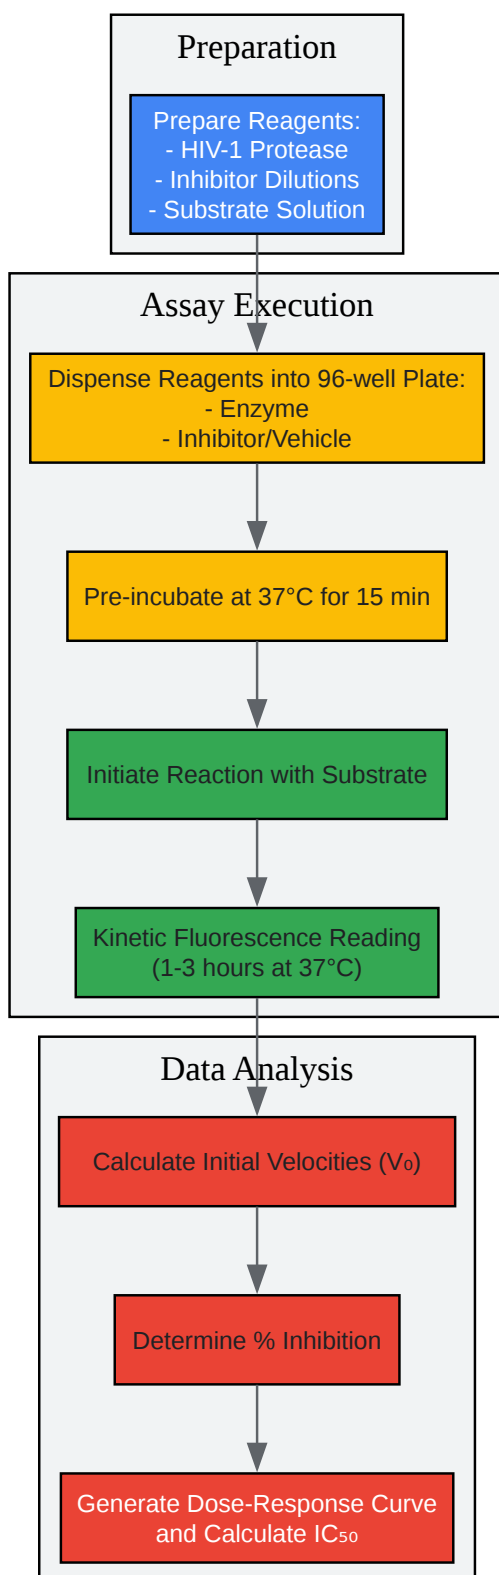 Preparation
Prepare Reagents:
- HIV-1 Protease
- Inhibitor Dilutions
- Substrate Solution
Assay Execution
Dispense Reagents into 96-well Plate:
- Enzyme
- Inhibitor/Vehicle
Pre-incubate at 37°C for 15 min
Initiate Reaction with Substrate
Kinetic Fluorescence Reading
(1-3 hours at 37°C)
Data Analysis
Calculate Initial Velocities (V₀)
Determine % Inhibition
Generate Dose-Response Curve
and Calculate IC₅₀